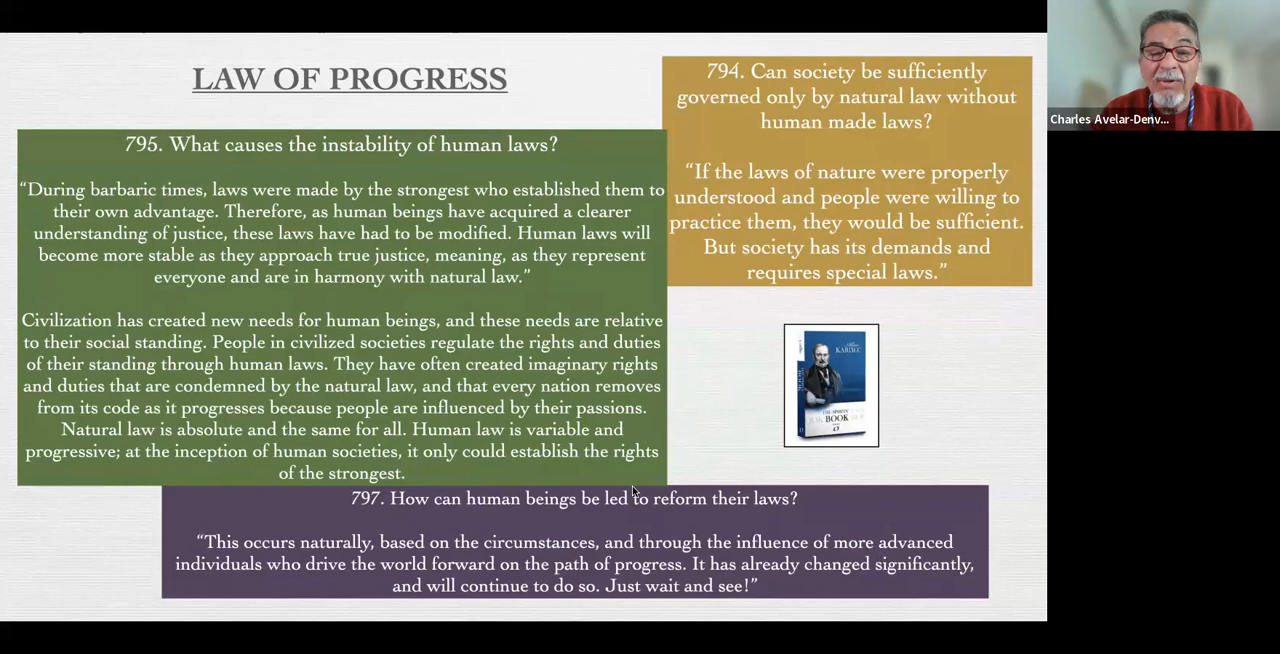 LAW OF PROGRESS
795. What causes the instability of human laws?
“During barbaric times, laws were made by the strongest who established them to
their own advantage. Therefore, as human beings have acquired a clearer
understanding of justice, these laws have had to be modified. Human laws will
become more stable as they approach true justice, meaning, as they represent
everyone and are in harmony with natural law.”
Civilization has created new needs for human beings, and these needs are relative
to their social standing. People in civilized societies regulate the rights and duties
of their standing through human laws. They have often created imaginary rights
and duties that are condemned by the natural law, and that every nation removes
from its code as it progresses because people are influenced by their passions.
Natural law is absolute and the same for all. Human law is variable and
progressive; at the inception of human societies, it only could establish the rights
of the strongest.
794. Can society be sufficiently
governed only by natural law without
human made laws?
“If the laws of nature were properly
understood and people were willing to
practice them, they would be sufficient.
But society has its demands and
requires special laws.”
KARDEC
THE SPIRITS'
BOOK
797. How can human beings be led to reform their laws?
“This occurs naturally, based on the circumstances, and through the influence of more advanced
individuals who drive the world forward on the path of progress. It has already changed significantly,
and will continue to do so. Just wait and see!”
Charles Avelar-Denv...